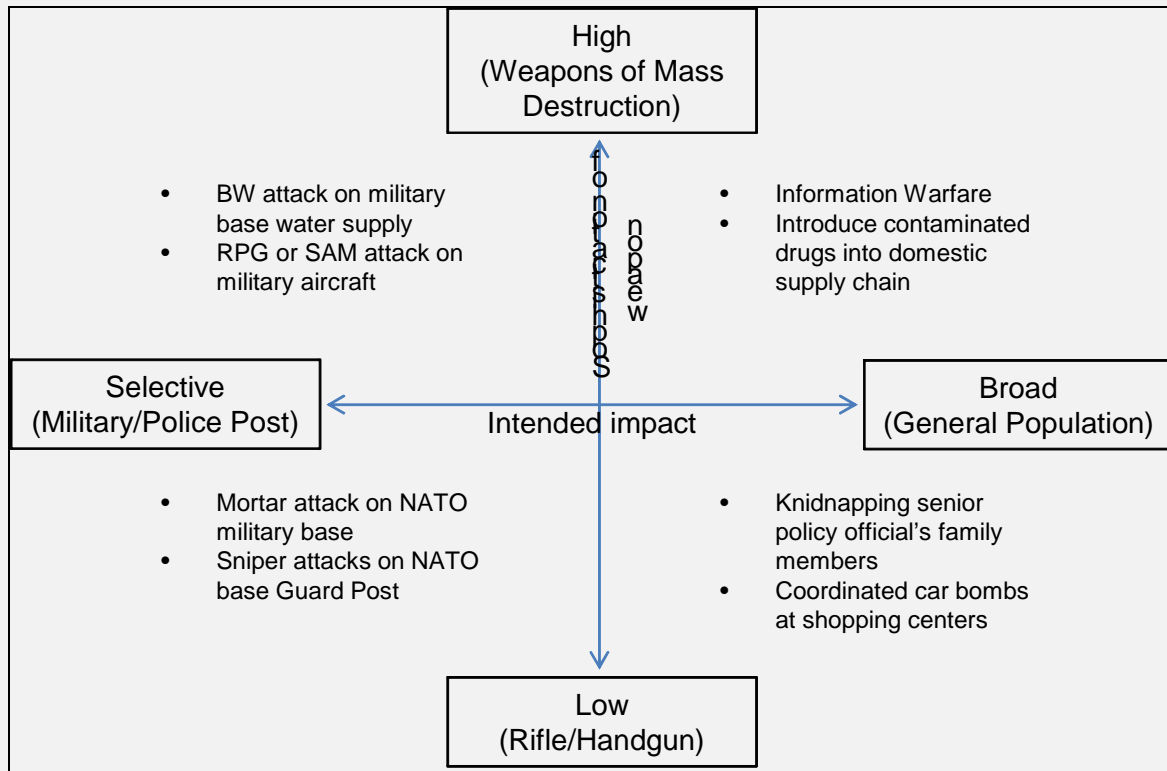 High
(Weapons of Mass
Destruction)
• BW attack on military
base water supply
• RPG or SAM attack on
military aircraft
Sophistication of
weapon
• Information Warfare
• Introduce contaminated
drugs into domestic
supply chain
Selective
(Military/Police Post)
Intended impact
Broad
(General Population)
• Mortar attack on NATO
military base
• Sniper attacks on NATO
base Guard Post
• Knidnapping senior
policy official’s family
members
• Coordinated car bombs
at shopping centers
Low
(Rifle/Handgun)